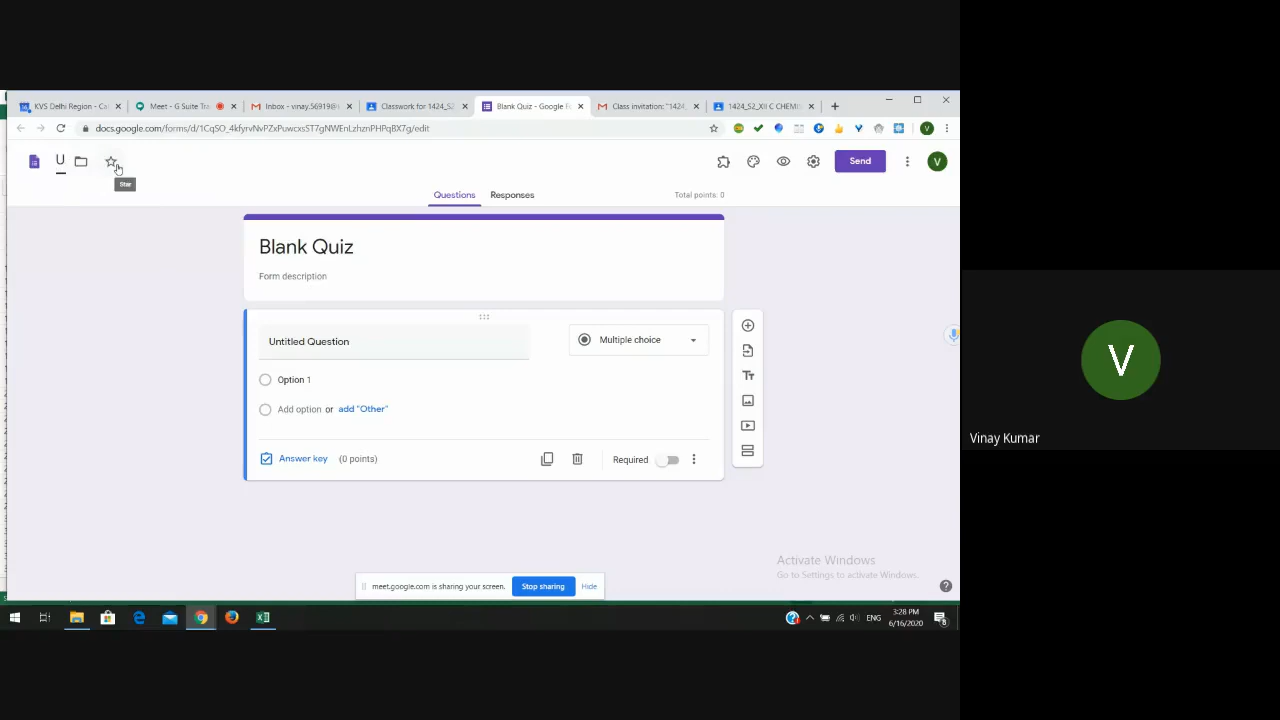 KVS Delhi Region - Ca
Meet - G Suite Tra
Inbox - vinay.56919@
Classwork for 1424_S2
Blank Quiz - Google F
Class invitation: "1424
1424_S2_XII C CHEMIS
docs.google.com/forms/d/1CqSO_4kfyrvNvPZxPuwcxsST7gNWEnLzhznPHPqBX7g/edit
V
U
Send
V
Star
Questions
Responses
Total points: 0
Blank Quiz
Form description
Untitled Question
Multiple choice
Option 1
Add option or add "Other"
Answer key (0 points)
Required
V
Vinay Kumar
Activate Windows
Go to Settings to activate Windows.
meet.google.com is sharing your screen.
Stop sharing
Hide
ENG
3:28 PM
6/16/2020